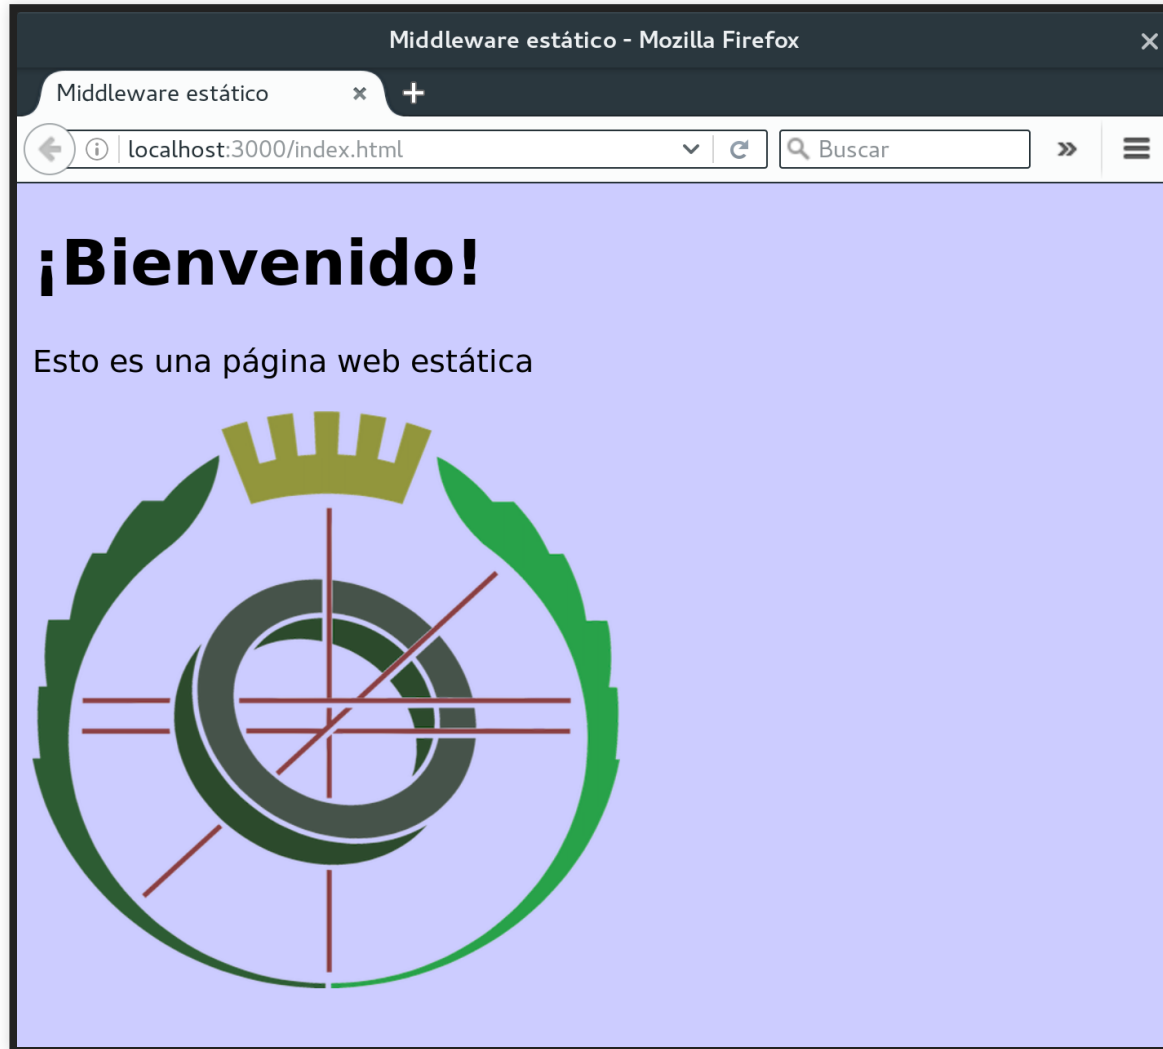 Middleware estático - Mozilla Firefox
Middleware estático
localhost:3000/index.html
Buscar
¡Bienvenido!
Esto es una página web estática